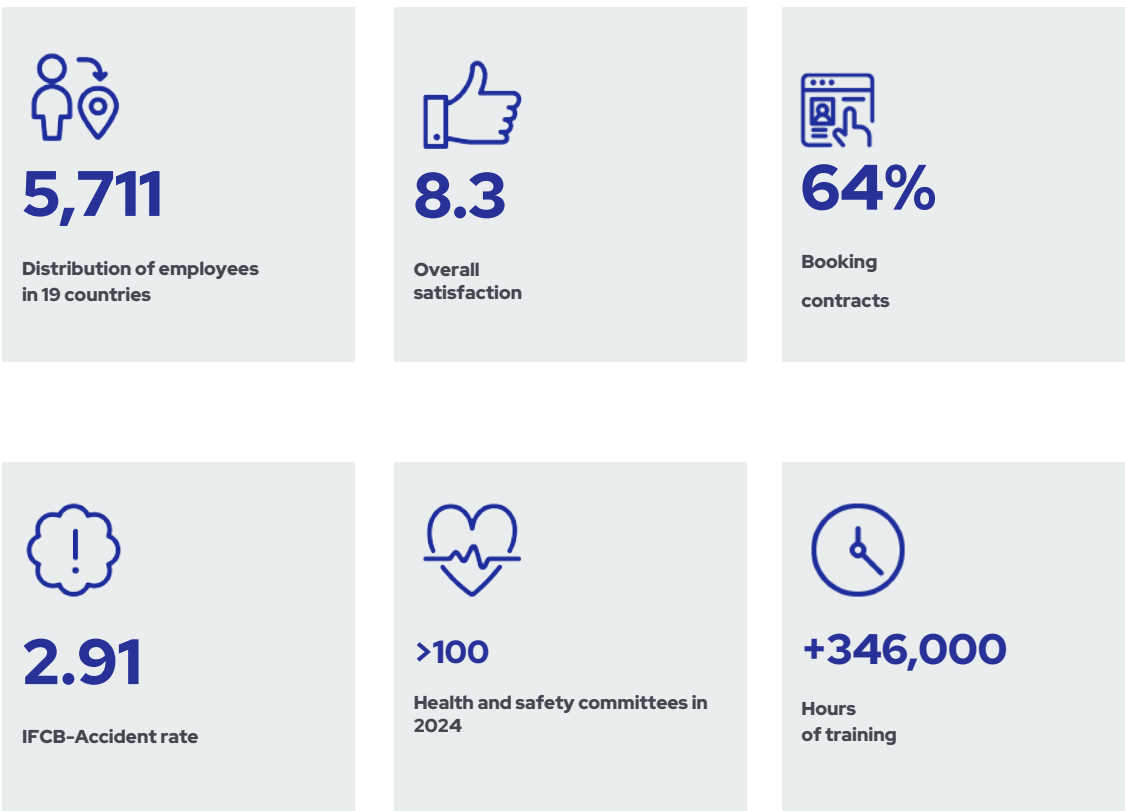 5,711
Distribution of employees
in 19 countries
8.3
Overall
satisfaction
64%
Booking
contracts
2.91
IFCB-Accident rate
>100
Health and safety committees in
2024
+346,000
Hours
of training